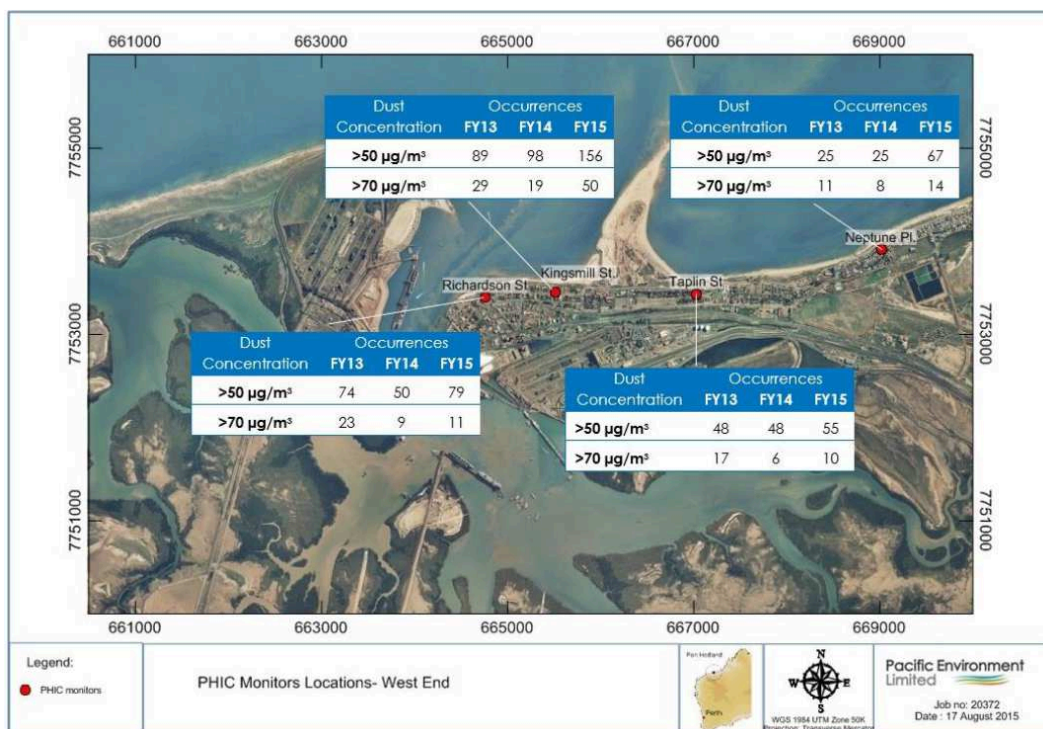 661000 663000 665000 667000 669000
7755000
7753000
7751000
7755000
7753000
7751000
Dust Occurrences
Concentration FY13 FY14 FY15
>50 µg/m³ 89 98 156
>70 µg/m³ 29 19 50
Dust Occurrences
Concentration FY13 FY14 FY15
>50 µg/m³ 25 25 67
>70 µg/m³ 11 8 14
Neptune Pl.
Kingsmill St.
Richardson St
Taplin St
Dust Occurrences
Concentration FY13 FY14 FY15
>50 µg/m³ 74 50 79
>70 µg/m³ 23 9 11
Dust Occurrences
Concentration FY13 FY14 FY15
>50 µg/m³ 48 48 55
>70 µg/m³ 17 6 10
661000 663000 665000 667000 669000
Legend:
PHIC monitors
PHIC Monitors Locations- West End
Port Hedland
Perth
N
W E
S
WGS 1984 UTM Zone 50K
Projection: Transverse Mercator
Pacific Environment
Limited
Job no: 20372
Date : 17 August 2015